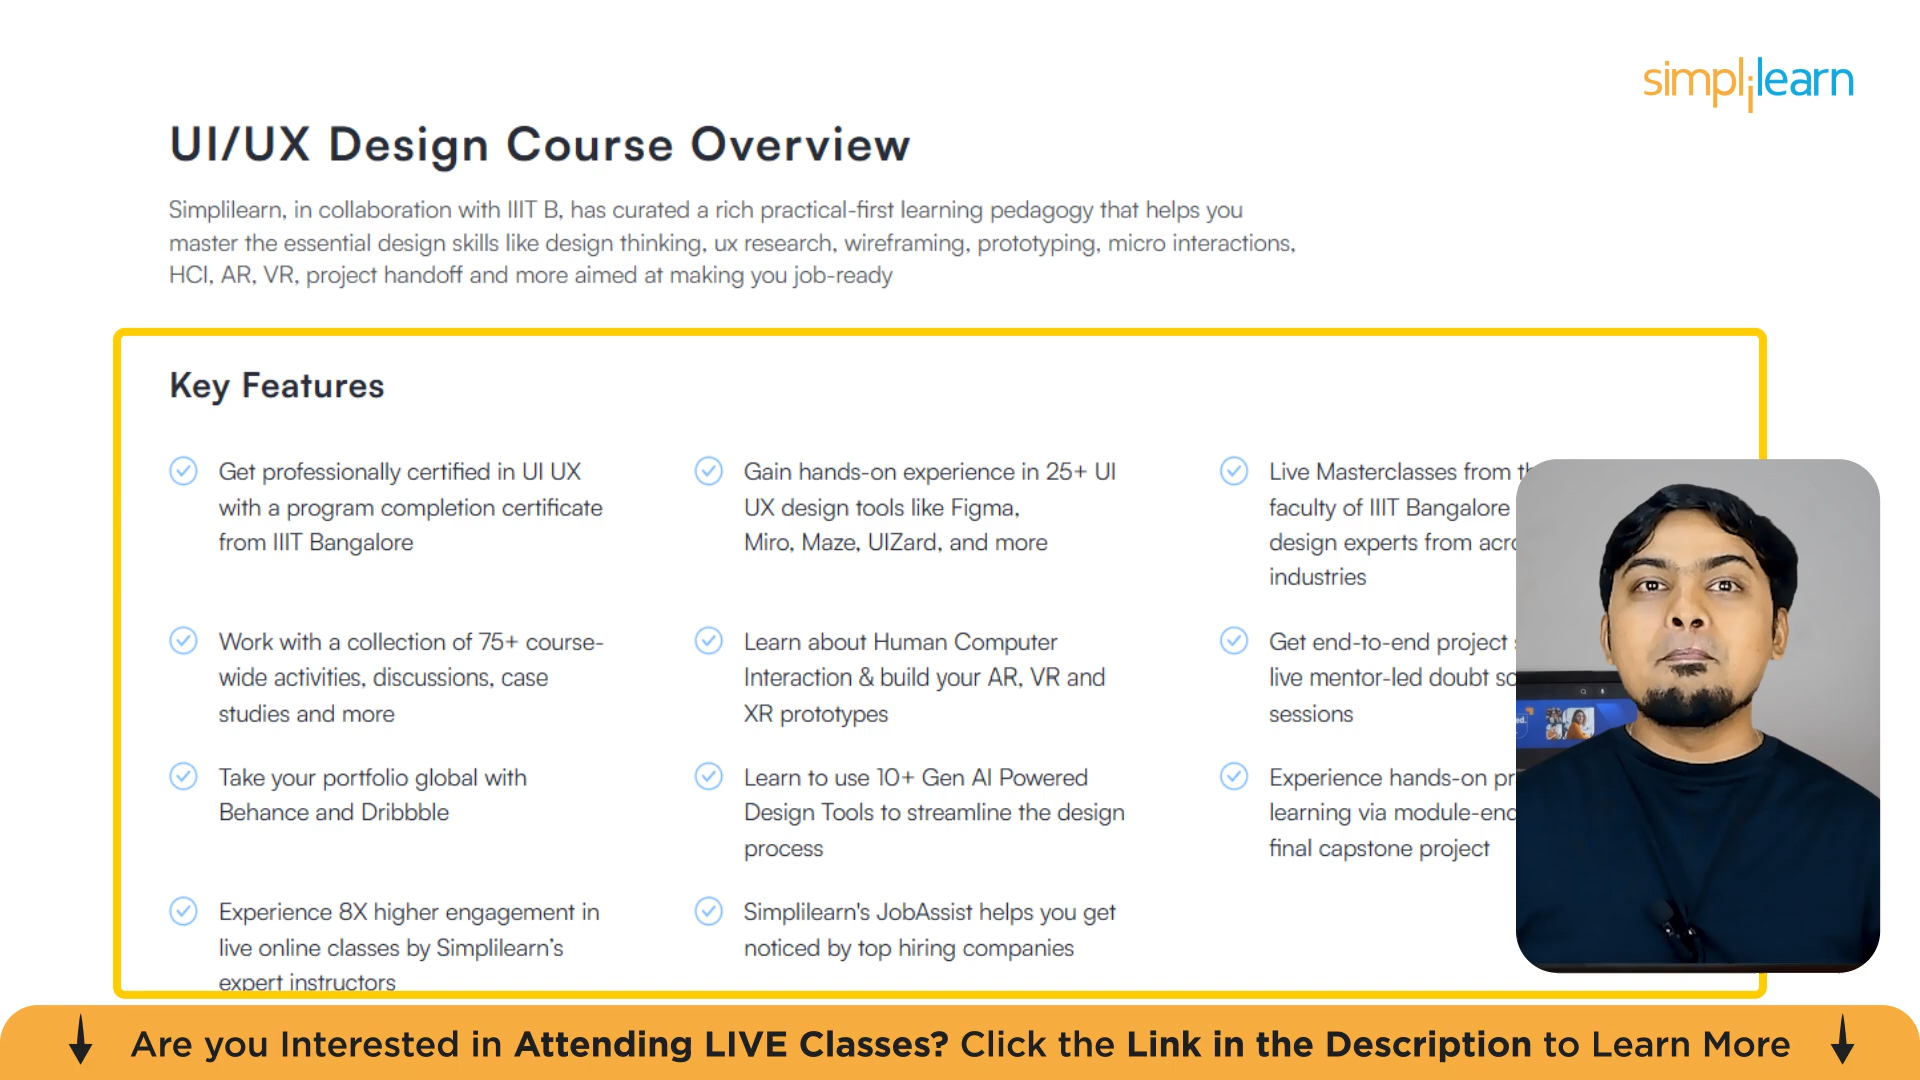 simplilearn
UI/UX Design Course Overview
Simplilearn, in collaboration with IIIT B, has curated a rich practical-first learning pedagogy that helps you
master the essential design skills like design thinking, ux research, wireframing, prototyping, micro interactions,
HCI, AR, VR, project handoff and more aimed at making you job-ready
Key Features
Get professionally certified in UI UX
with a program completion certificate
from IIIT Bangalore
Gain hands-on experience in 25+ UI
UX design tools like Figma,
Miro, Maze, UIZard, and more
Live Masterclasses from
faculty of IIIT Bangalore
design experts from
industries
Work with a collection of 75+ course-
wide activities, discussions, case
studies and more
Learn about Human Computer
Interaction & build your AR, VR and
XR prototypes
Get end-to-end project
live mentor-led doubt
sessions
Take your portfolio global with
Behance and Dribbble
Learn to use 10+ Gen AI Powered
Design Tools to streamline the design
process
Experience hands-on
learning via
final capstone project
Experience 8X higher engagement in
live online classes by Simplilearn’s
expert instructors
Simplilearn's JobAssist helps you get
noticed by top hiring companies
Are you Interested in Attending LIVE Classes? Click the Link in the Description to Learn More